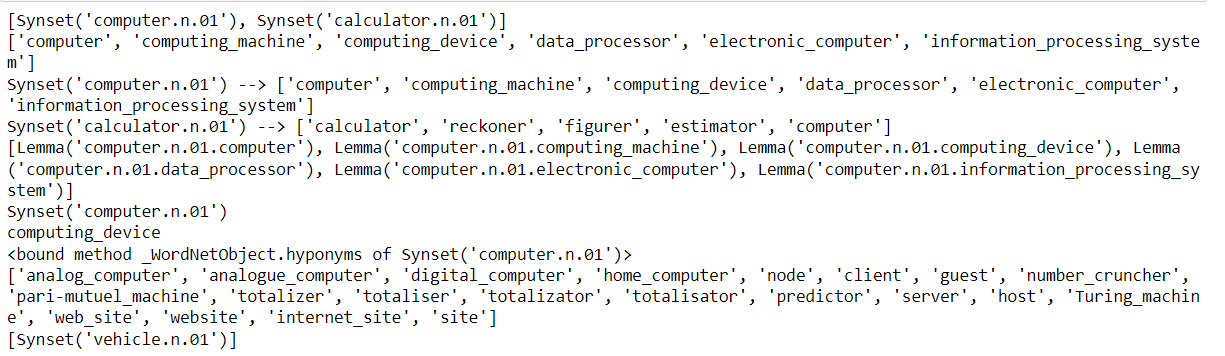 [Synset('computer.n.01'), Synset('calculator.n.01')]
['computer', 'computing_machine', 'computing_device', 'data_processor', 'electronic_computer', 'information_processing_syste
m']
Synset('computer.n.01') --> ['computer', 'computing_machine', 'computing_device', 'data_processor', 'electronic_computer',
'information_processing_system']
Synset('calculator.n.01') --> ['calculator', 'reckoner', 'figurer', 'estimator', 'computer']
[Lemma('computer.n.01.computer'), Lemma('computer.n.01.computing_machine'), Lemma('computer.n.01.computing_device'), Lemma
('computer.n.01.data_processor'), Lemma('computer.n.01.electronic_computer'), Lemma('computer.n.01.information_processing_sy
stem')]
Synset('computer.n.01')
computing_device
<bound method _WordNetObject.hyponyms of Synset('computer.n.01')>
['analog_computer', 'analogue_computer', 'digital_computer', 'home_computer', 'node', 'client', 'guest', 'number_cruncher',
'pari-mutuel_machine', 'totalizer', 'totaliser', 'totalizator', 'totalisator', 'predictor', 'server', 'host', 'Turing_machin
e', 'web_site', 'website', 'internet_site', 'site']
[Synset('vehicle.n.01')]